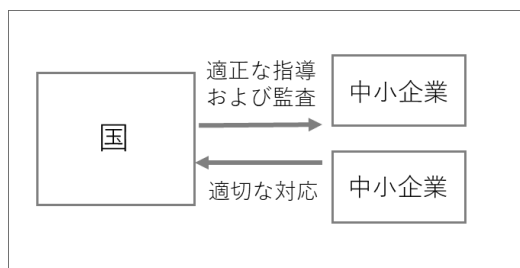 国
適正な指導
および監査
中小企業
適切な対応
中小企業